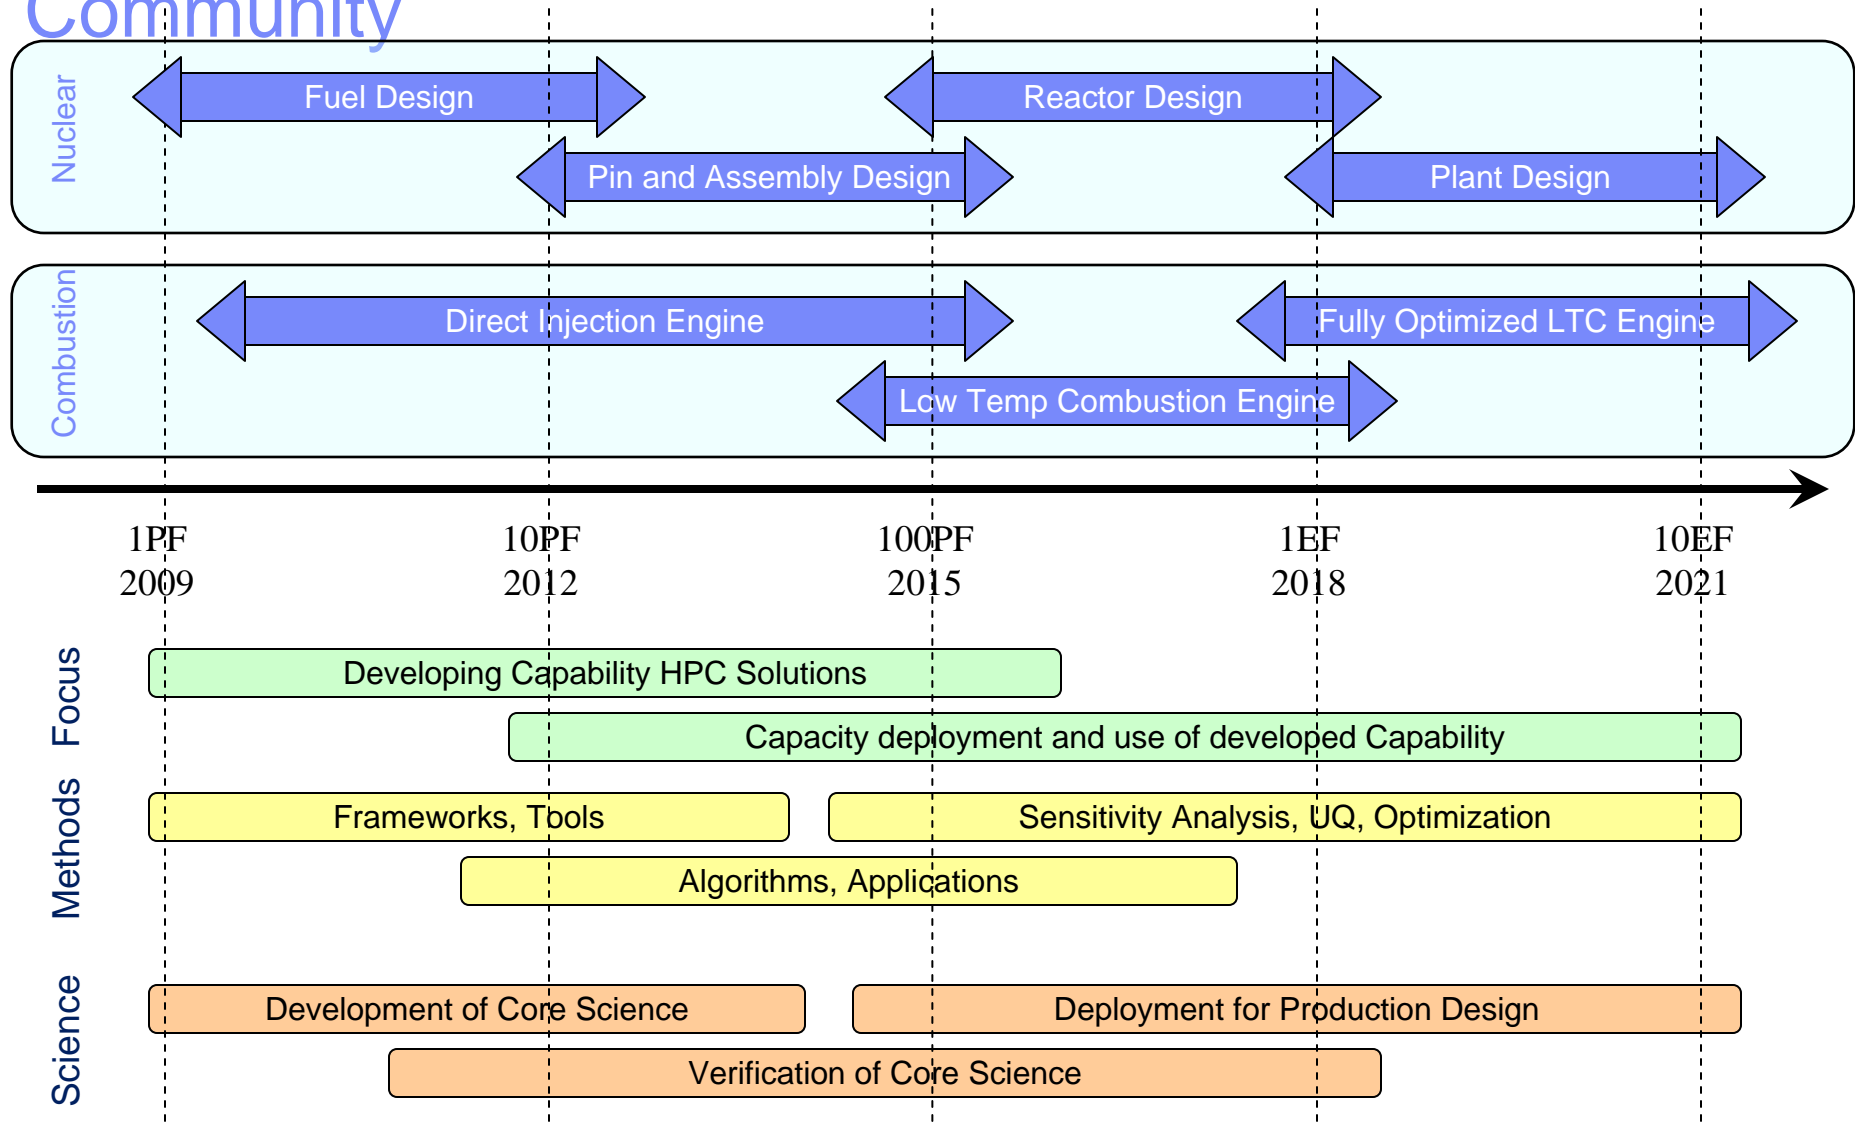 Community
Nuclear
Fuel Design
Reactor Design
Pin and Assembly Design
Plant Design
Combustion
Direct Injection Engine
Fully Optimized LTC Engine
Low Temp Combustion Engine
1PF 10PF 100PF 1EF 10EF
2009 2012 2015 2018 2021
Focus
Developing Capability HPC Solutions
Capacity deployment and use of developed Capability
Methods
Frameworks, Tools
Sensitivity Analysis, UQ, Optimization
Algorithms, Applications
Science
Development of Core Science
Deployment for Production Design
Verification of Core Science